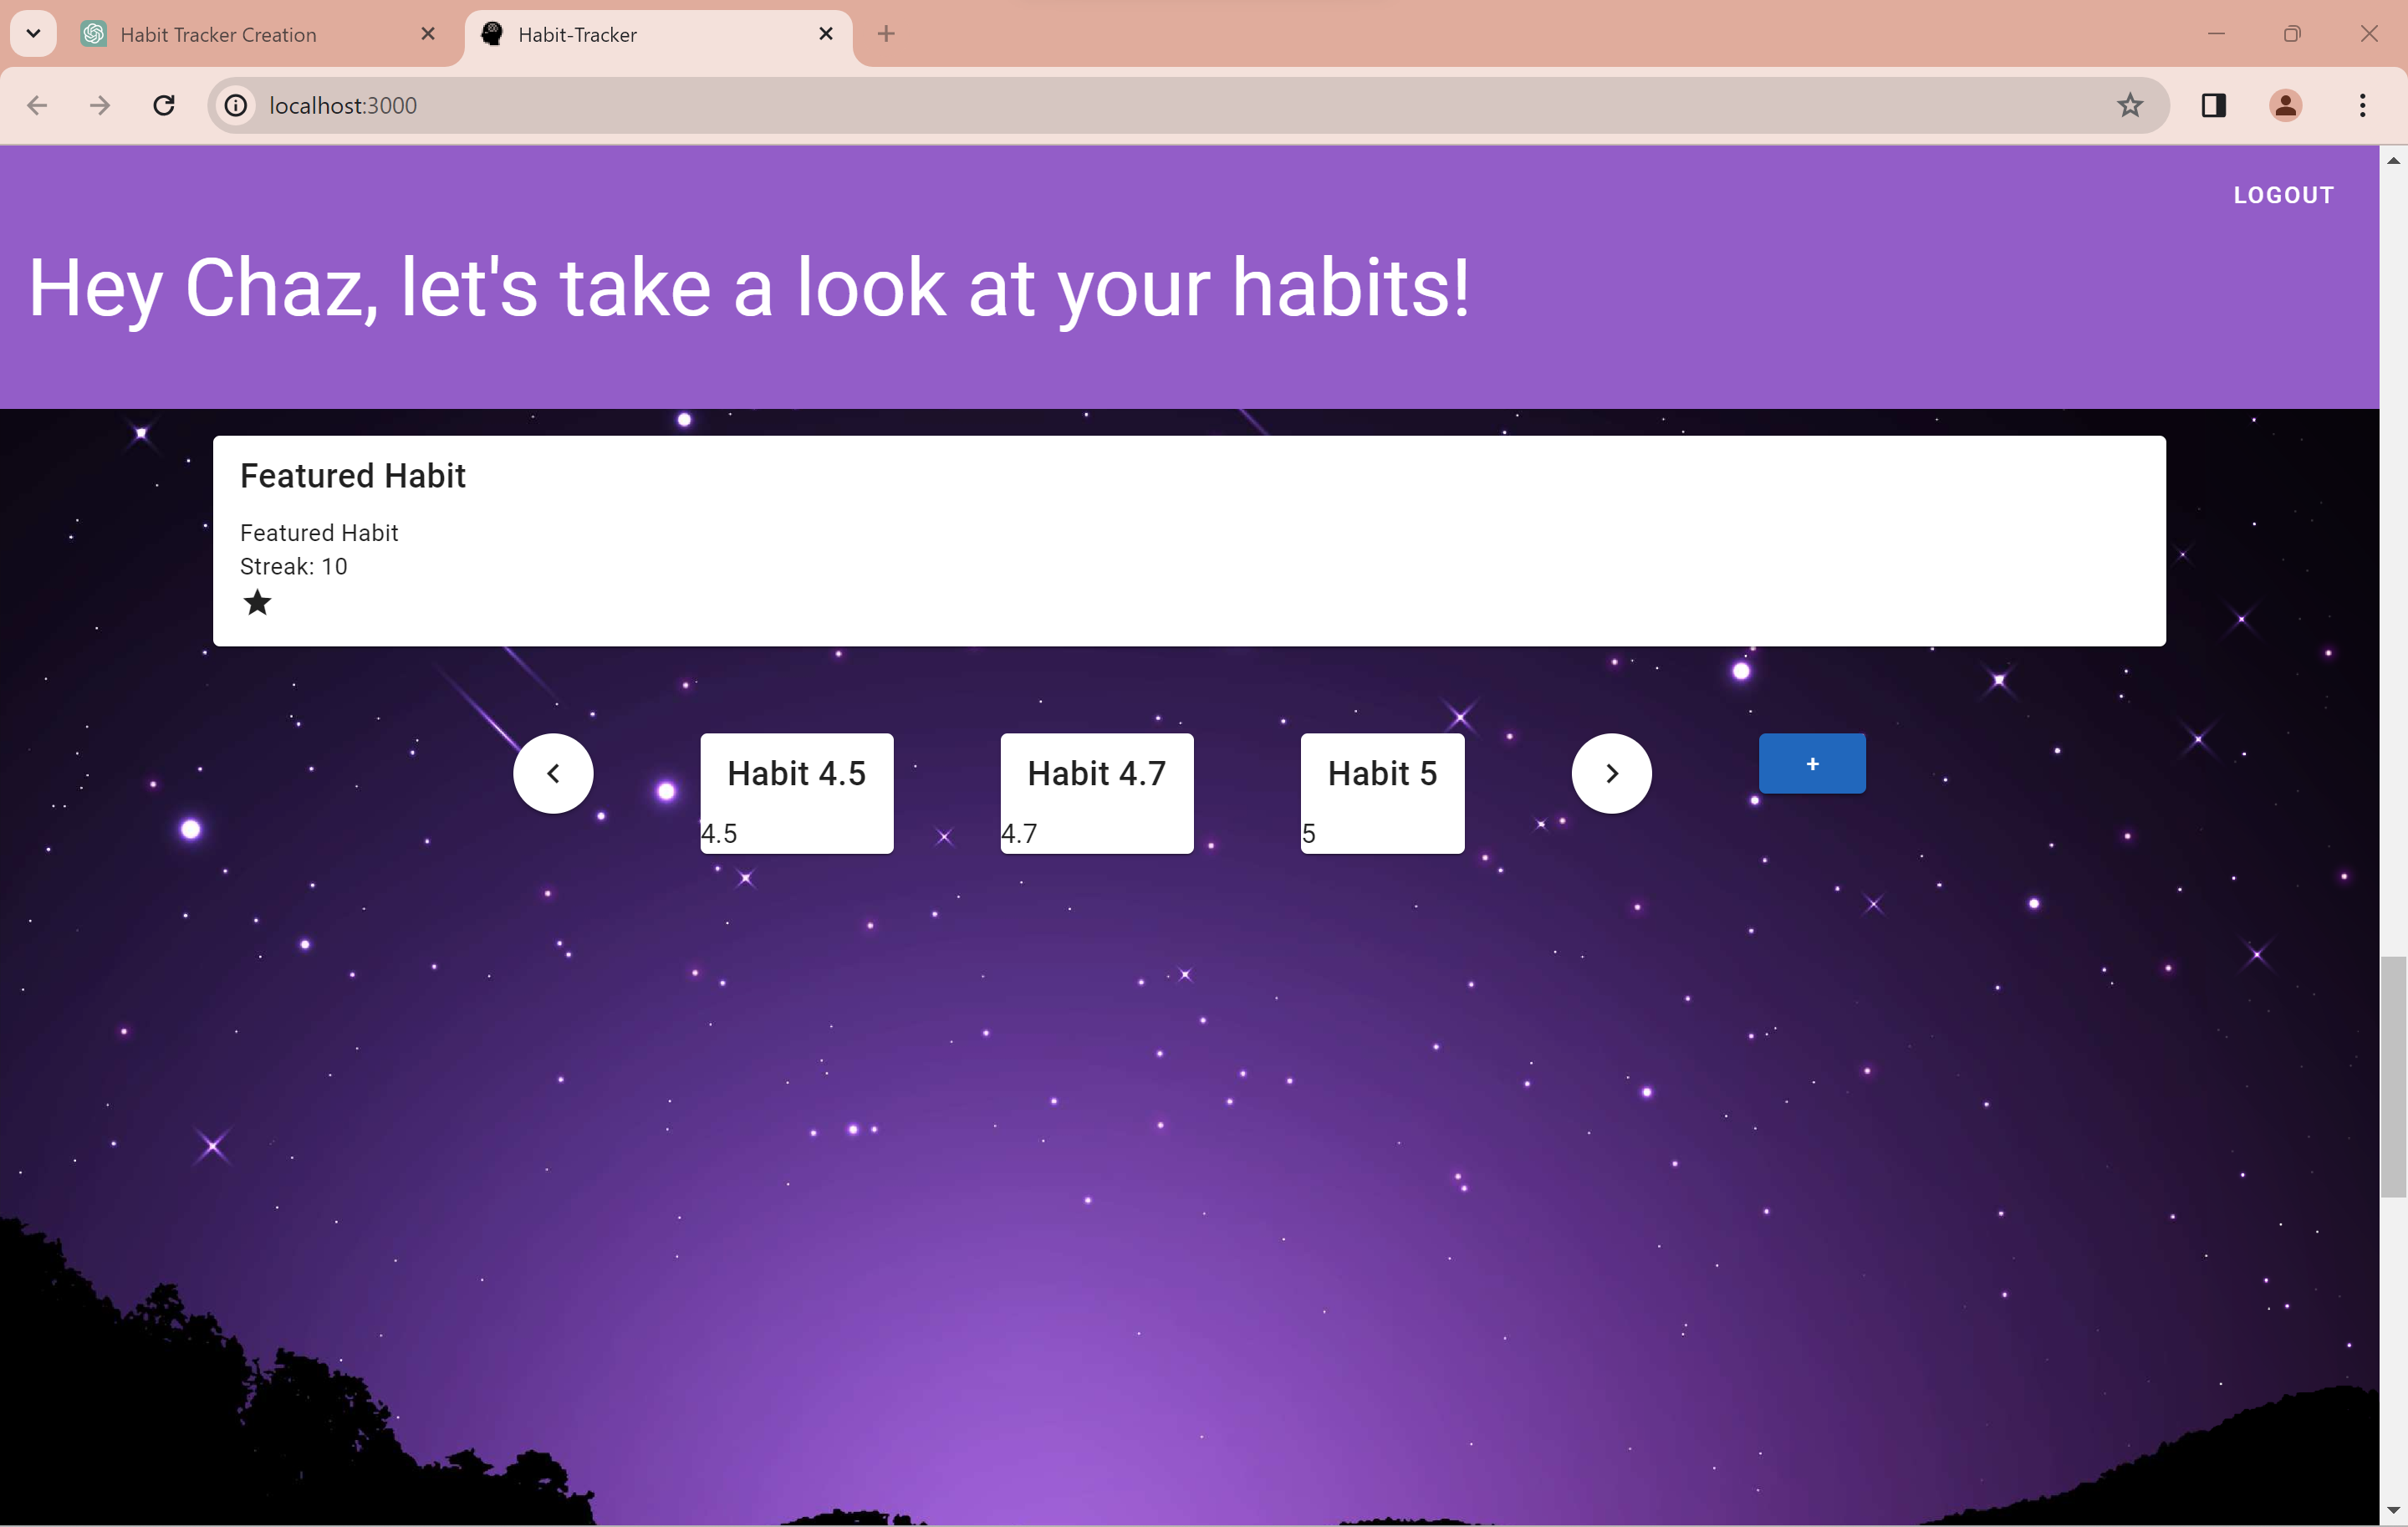 Habit Tracker Creation
Habit-Tracker
localhost:3000
LOGOUT
Hey Chaz, let's take a look at your habits!
Featured Habit
Featured Habit
Streak: 10
Habit 4.5
Habit 4.7
Habit 5
+
4.5
4.7
5